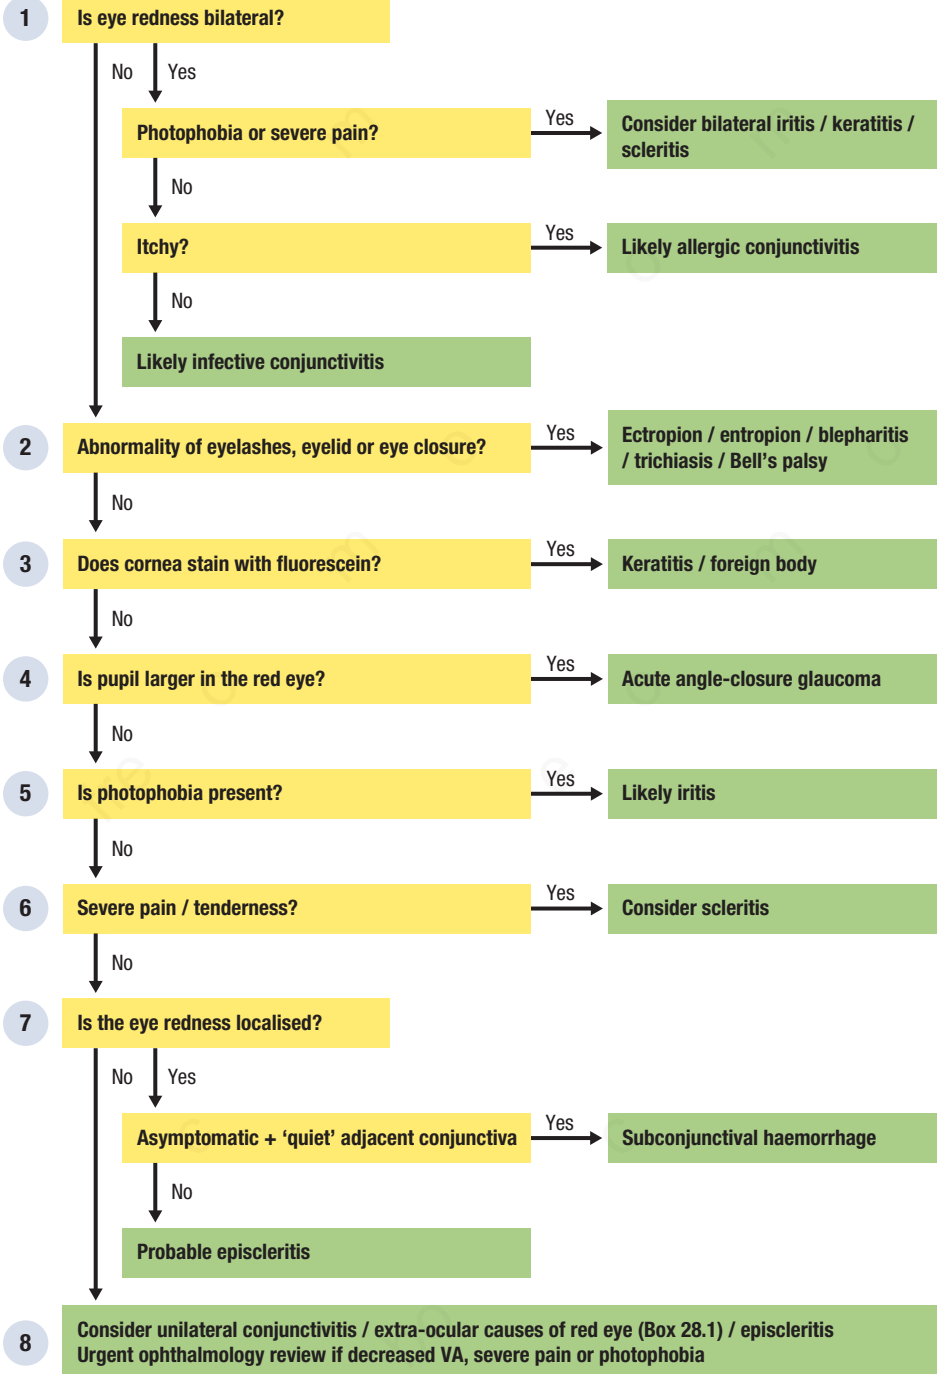 1
Is eye redness bilateral?
No
Yes
Photophobia or severe pain?
Yes
Consider bilateral iritis / keratitis /
scleritis
No
Itchy?
Yes
Likely allergic conjunctivitis
No
Likely infective conjunctivitis
2
Abnormality of eyelashes, eyelid or eye closure?
Yes
Ectropion / entropion / blepharitis
/ trichiasis / Bell’s palsy
No
3
Does cornea stain with fluorescein?
Yes
Keratitis / foreign body
No
4
Is pupil larger in the red eye?
Yes
Acute angle-closure glaucoma
No
5
Is photophobia present?
Yes
Likely iritis
No
6
Severe pain / tenderness?
Yes
Consider scleritis
No
7
Is the eye redness localised?
No
Yes
Asymptomatic + ‘quiet’ adjacent conjunctiva
Yes
Subconjunctival haemorrhage
No
Probable episcleritis
8
Consider unilateral conjunctivitis / extra-ocular causes of red eye (Box 28.1) / episcleritis
Urgent ophthalmology review if decreased VA, severe pain or photophobia